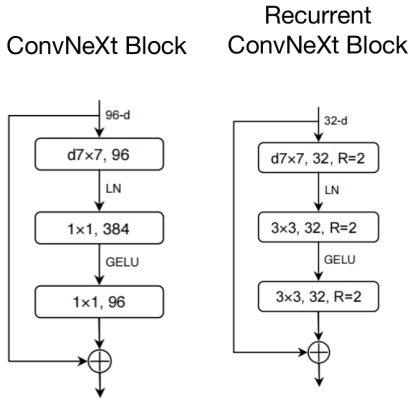 ConvNeXt Block
96-d
d7×7, 96
LN
1×1, 384
GELU
1×1, 96
Recurrent
ConvNeXt Block
32-d
d7×7, 32, R=2
LN
3×3, 32, R=2
GELU
3×3, 32, R=2